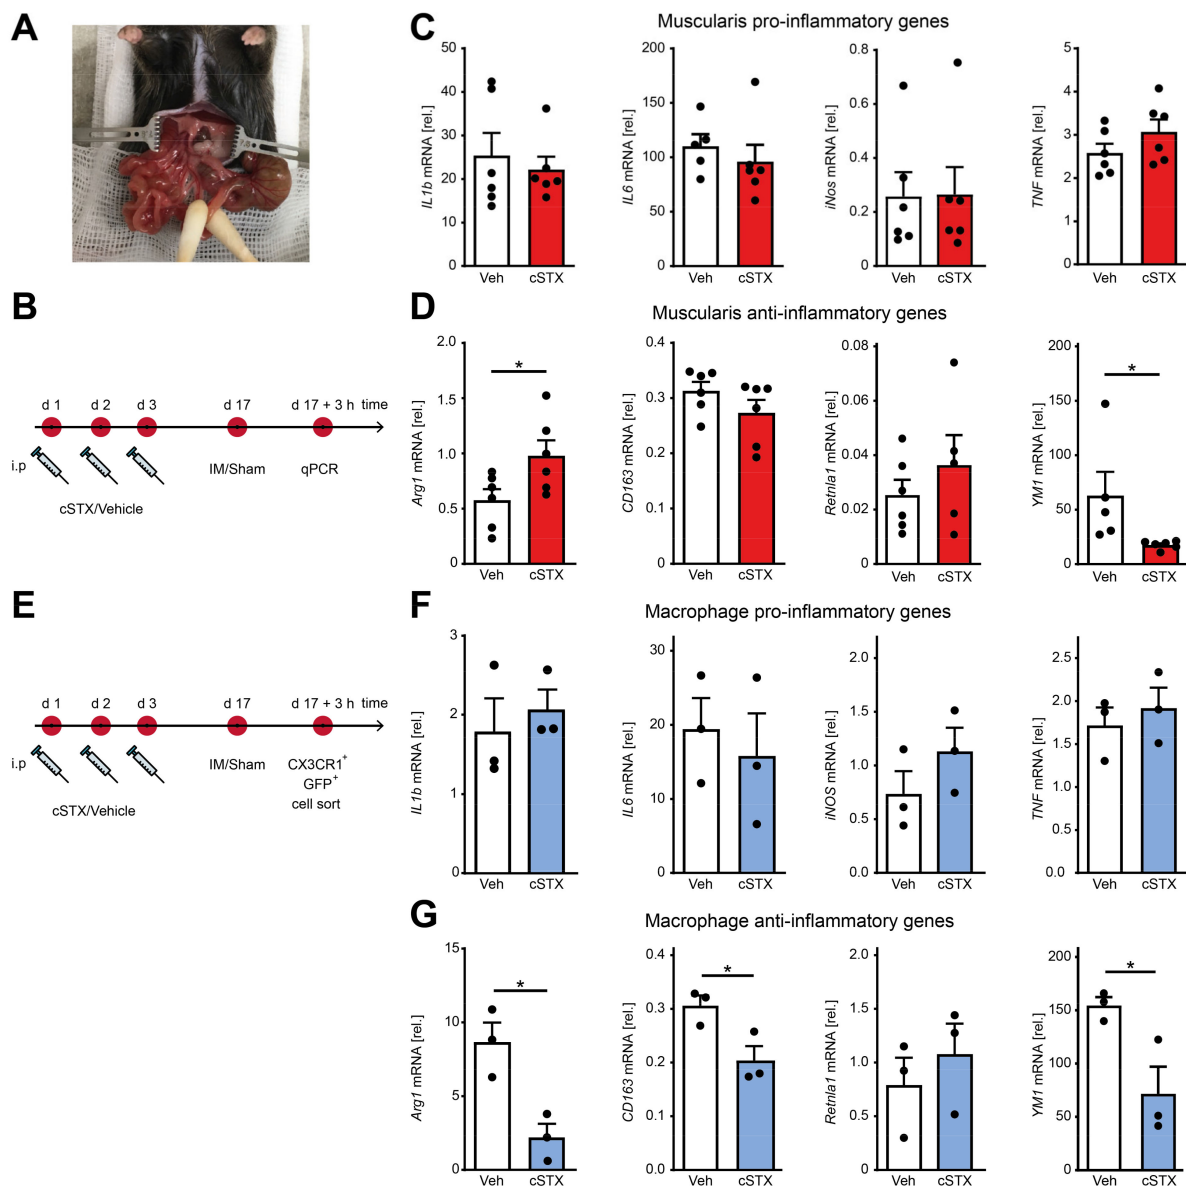 A
B
d 1 d 2 d 3 d 17 d 17 + 3 h time
i.p
IM/Sham qPCR
cSTX/Vehicle
C
Muscularis pro-inflammatory genes
IL1b mRNA [rel.]
50
40
30
20
10
0
Veh cSTX
IL6 mRNA [rel.]
200
150
100
50
0
Veh cSTX
iNos mRNA [rel.]
0.8
0.6
0.4
0.2
0
Veh cSTX
TNF mRNA [rel.]
5
4
3
2
1
0
Veh cSTX
D
Muscularis anti-inflammatory genes
Arg1 mRNA [rel.]
2.0
1.5
1.0
0.5
0
*
Veh cSTX
CD163 mRNA [rel.]
0.4
0.3
0.2
0.1
0
Veh cSTX
Retnla1 mRNA [rel.]
0.08
0.06
0.04
0.02
0
Veh cSTX
YM1 mRNA [rel.]
200
150
100
50
0
*
Veh cSTX
E
d 1 d 2 d 3 d 17 d 17 + 3 h time
i.p
IM/Sham CX3CR1+
GFP+
cell sort
cSTX/Vehicle
F
Macrophage pro-inflammatory genes
IL1b mRNA [rel.]
3
2
1
0
Veh cSTX
IL6 mRNA [rel.]
30
20
10
0
Veh cSTX
iNOS mRNA [rel.]
2.0
1.5
1.0
0.5
0.0
Veh cSTX
TNF mRNA [rel.]
2.5
2.0
1.5
1.0
0.5
0.0
Veh cSTX
G
Macrophage anti-inflammatory genes
Arg1 mRNA [rel.]
15
10
5
0
*
Veh cSTX
CD163 mRNA [rel.]
0.4
0.3
0.2
0.1
0.0
*
Veh cSTX
Retnla1 mRNA [rel.]
2.0
1.5
1.0
0.5
0
Veh cSTX
YM1 mRNA [rel.]
200
150
100
50
0
*
Veh cSTX